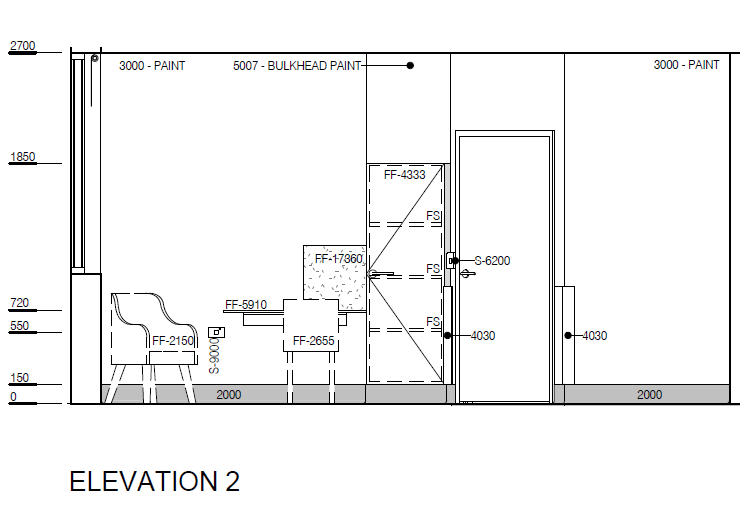 2700
3000 - PAINT
5007 - BULKHEAD PAINT
3000 - PAINT
1850
FF-4333
FS
FF-17360
S-6200
FS
720
FF-5910
550
FS
FF-2150
S-9000
FF-2655
4030
4030
150
2000
2000
0
ELEVATION 2